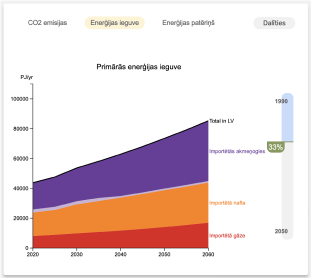 CO2 emisijas Enerģijas ieguve Enerģijas patēriņš Dalīties
Primārās enerģijas ieguve
PJ/yr
100000
80000
60000
40000
20000
0
2020 2030 2040 2050 2060
Total in LV
Importētās akmeņogles
Importētā nafta
Importētā gāze
1990
33%
2050